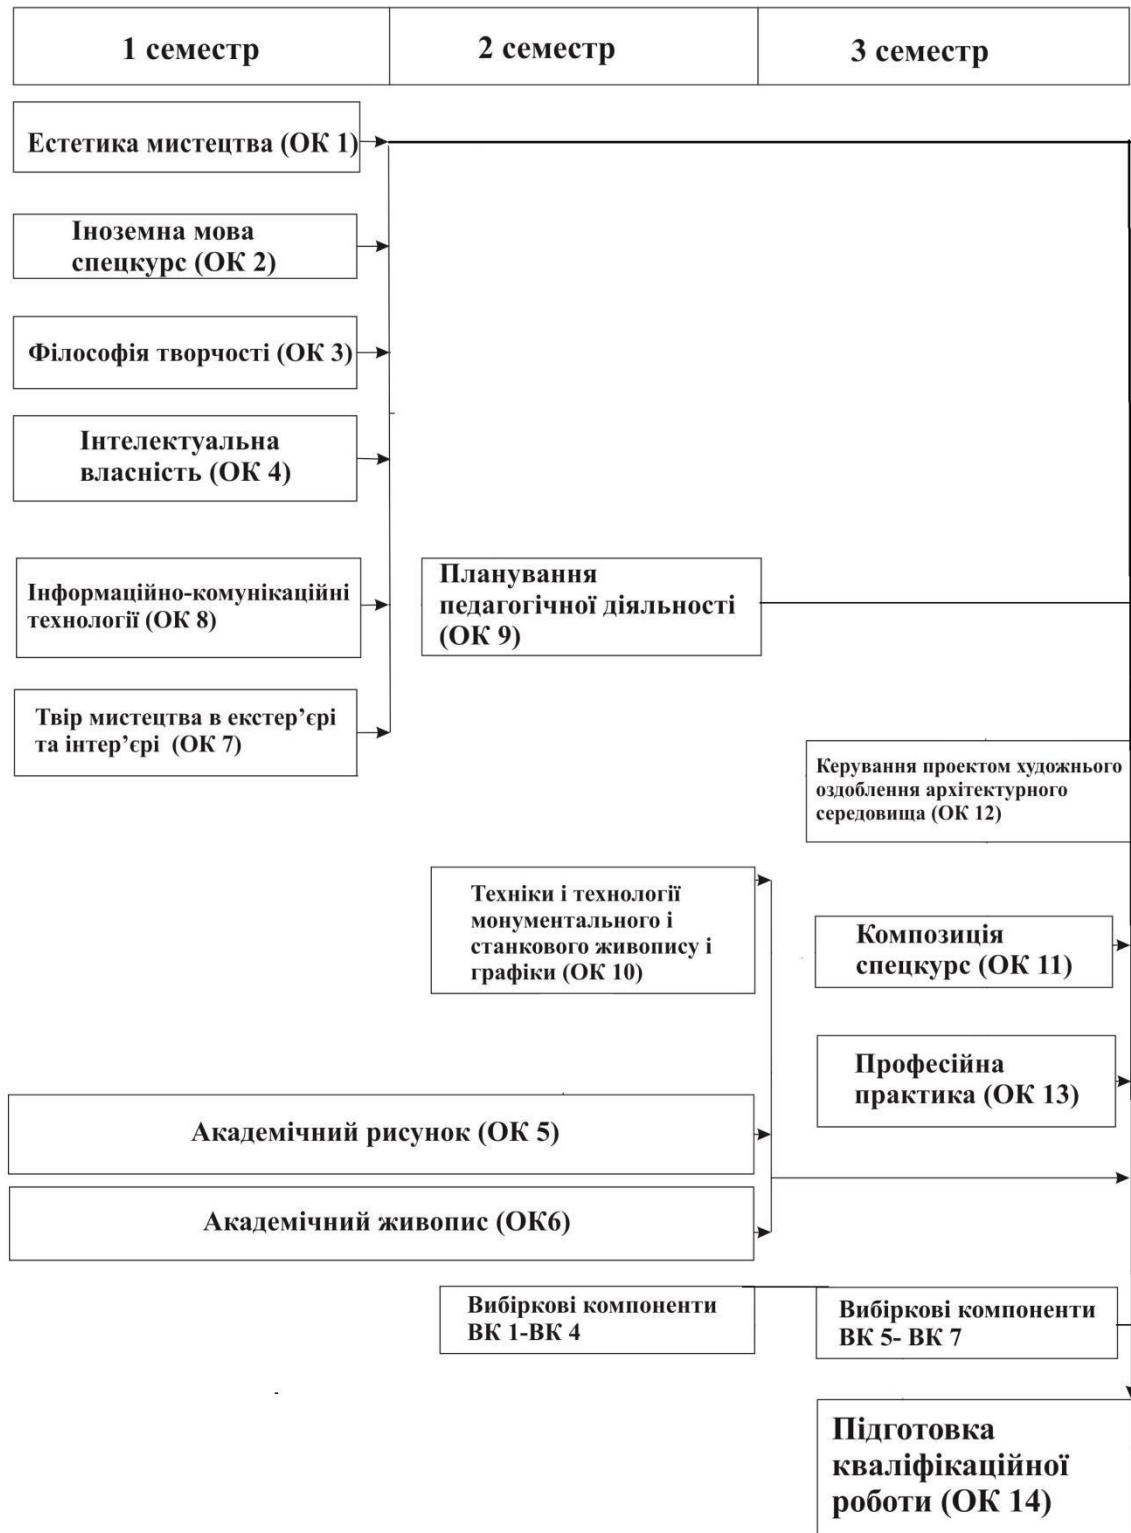 1 семестр
2 семестр
3 семестр
Естетика мистецтва (ОК 1)
Іноземна мова
спецкурс (ОК 2)
Філософія творчості (ОК 3)
Інтелектуальна
власність (ОК 4)
Інформаційно-комунікаційні
технології (ОК 8)
Планування
педагогічної діяльності
(ОК 9)
Твір мистецтва в екстер’єрі
та інтер’єрі (ОК 7)
Керування проектом художнього
оздоблення архітектурного
середовища (ОК 12)
Техніки і технології
монументального і
станкового живопису і
графіки (ОК 10)
Композиція
спецкурс (ОК 11)
Професійна
практика (ОК 13)
Академічний рисунок (ОК 5)
Академічний живопис (ОК6)
Вибіркові компоненти
ВК 1-ВК 4
Вибіркові компоненти
ВК 5- ВК 7
Підготовка
кваліфікаційної
роботи (ОК 14)